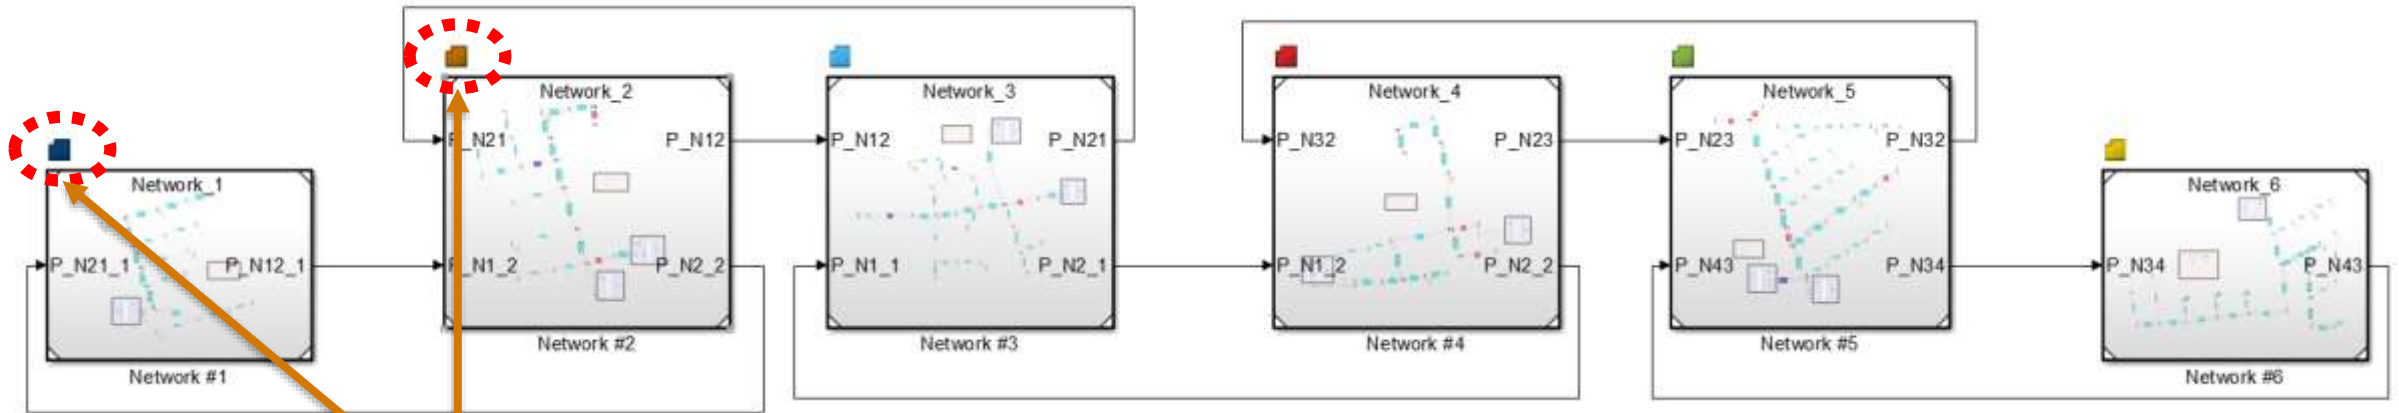 Network_1
P_N21_1
P_N12_1
Network #1
Network_2
P_N21
P_N12
P_N1_2
P_N2_2
Network #2
Network_3
P_N12
P_N21
P_N1_1
P_N2_1
Network #3
Network_4
P_N32
P_N23
P_N1_2
P_N2_2
Network #4
Network_5
P_N23
P_N32
P_N43
P_N34
Network #5
Network_6
P_N34
P_N43
Network #6